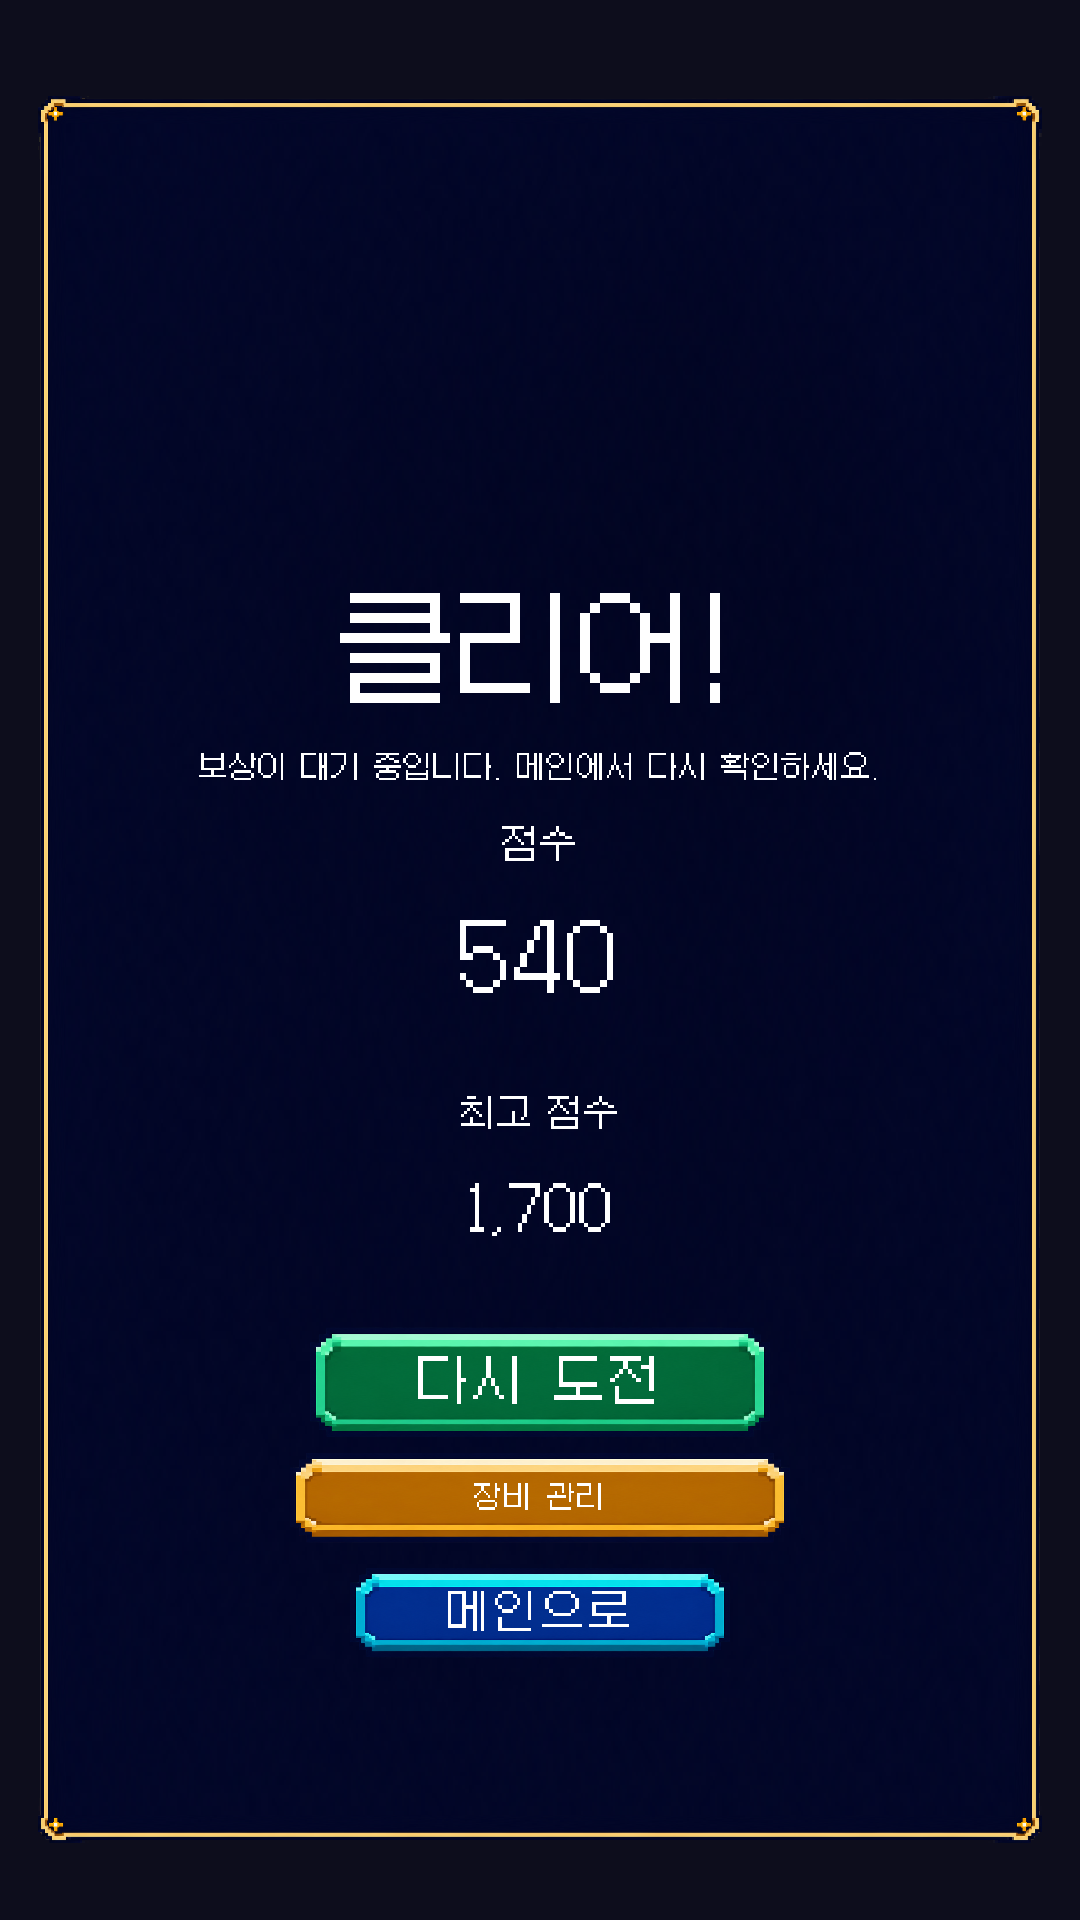 클리어!
보상이 대기 중입니다. 메인에서 다시 확인하세요.
점수
540
최고 점수
1,700
다시 도전
장비 관리
메인으로